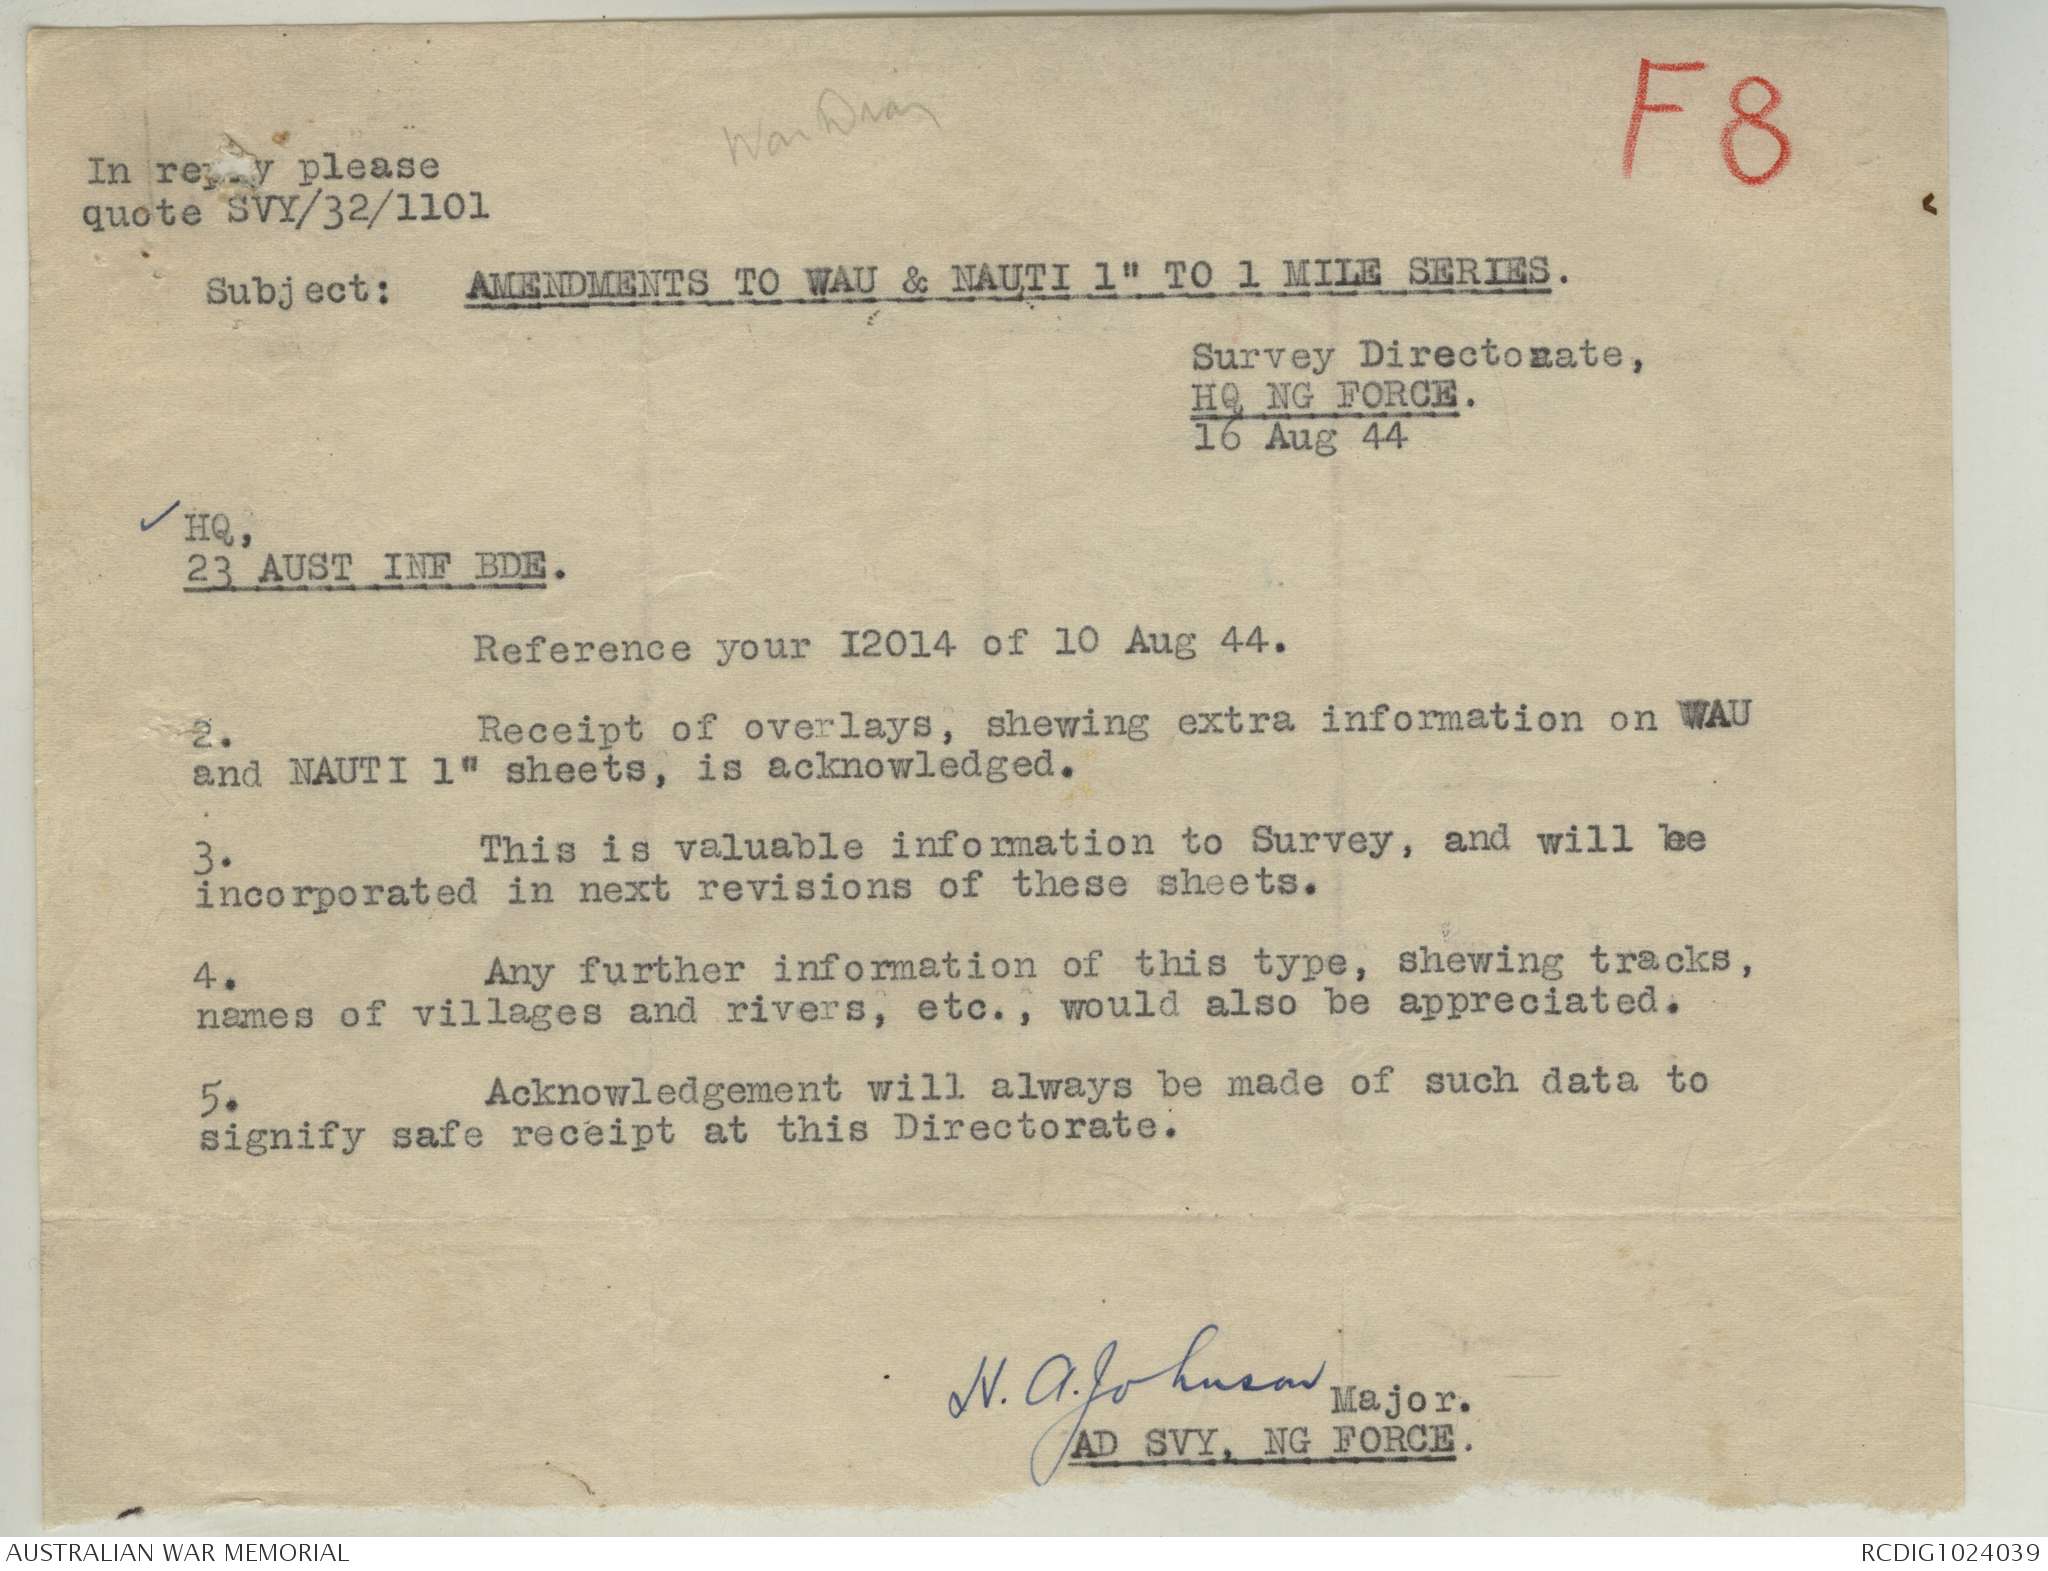 War Diary
F 8
In reply please
quote SVY/32/1101
Subject: AMENDMENTS TO WAU & NAUTI 1" TO 1 MILE SERIES.
Survey Directorate,
HQ NG FORCE.
16 Aug 44
✓ HQ,
23 AUST INF BDE.
Reference your I2014 of 10 Aug 44.
2. Receipt of overlays, shewing extra information on WAU
and NAUTI 1" sheets, is acknowledged.
3. This is valuable information to Survey, and will be
incorporated in next revisions of these sheets.
4. Any further information of this type, shewing tracks,
names of villages and rivers, etc., would also be appreciated.
5. Acknowledgement will always be made of such data to
signify safe receipt at this Directorate.
H. A. Johnson Major.
AD SVY, NG FORCE.
AUSTRALIAN WAR MEMORIAL
RCDIG1024039